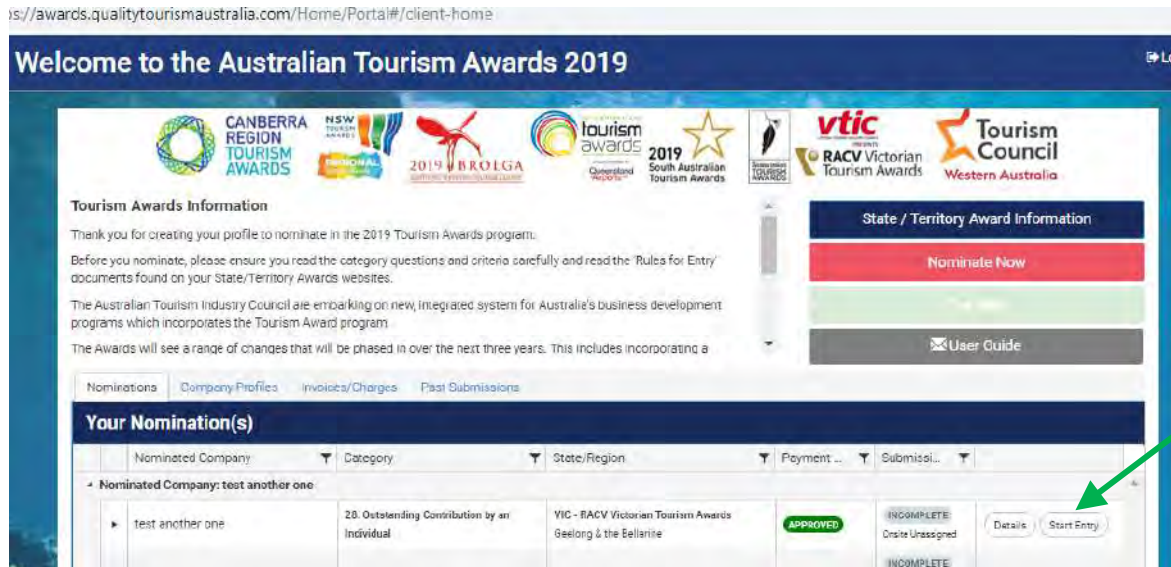 os://awards.qualitytourismaustralia.com/Home/Portal#/client-home
Welcome to the Australian Tourism Awards 2019
Lo
CANBERRA
REGION
TOURISM
AWARDS
NSW
TOURISM
AWARDS
REGIONAL
2019 BROLGA
tourism
awards
Queensland
2019
South Australian
Tourism Awards
TOURISM
AWARDS
vtic
RACV Victorian
Tourism Awards
Tourism
Council
Western Australia
Tourism Awards Information
Thank you for creating your profile to nominate in the 2019 Tourism Awards program.
Before you nominate, please ensure you read the category questions and criteria carefully and read the 'Rules for Entry'
documents found on your State/Territory Awards websites.
The Australian Tourism Industry Council are embarking on new, integrated system for Australia's business development
programs which incorporates the Tourism Award program
The Awards will see a range of changes that will be phased in over the next three years. This includes incorporating a
State / Territory Award Information
Nominate Now
User Guide
Nominations Company Profiles Invoices/Charges Past Submissions
Your Nomination(s)
Nominated Company Category State/Region Payment ... Submissi...
Nominated Company: test another one
test another one
28. Outstanding Contribution by an
Individual
VIC - RACV Victorian Tourism Awards
Geelong & the Bellarine
APPROVED
INCOMPLETE
Onsite Unassigned
Details Start Entry
INCOMPLETE